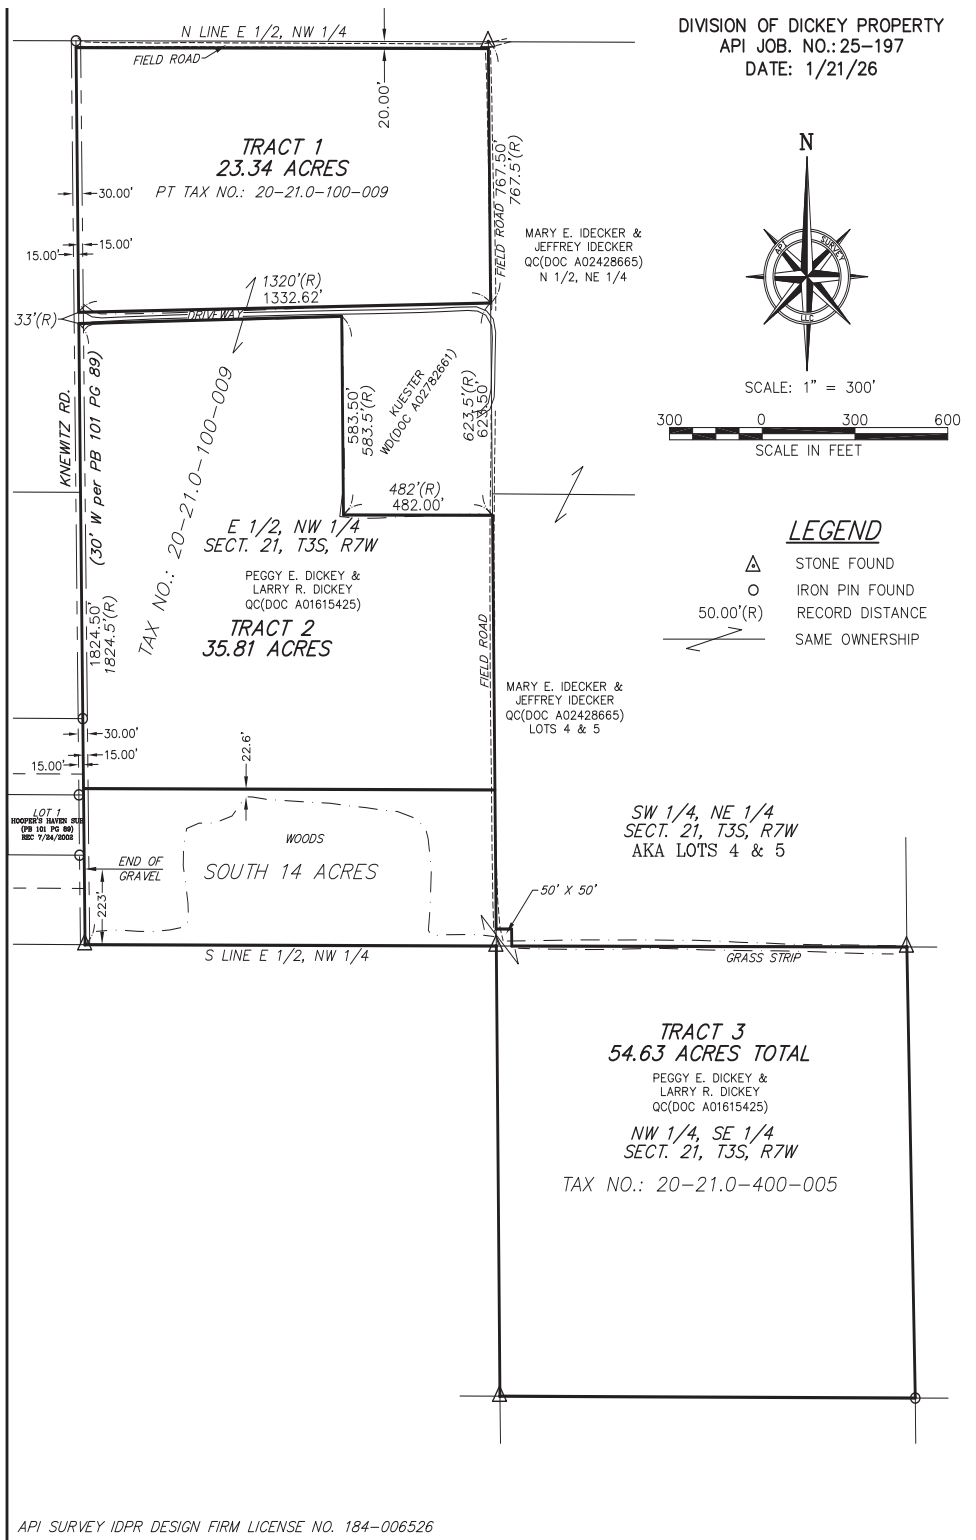 N LINE E 1/2, NW 1/4
FIELD ROAD
20.00'
DIVISION OF DICKEY PROPERTY
API JOB. NO.:25-197
DATE: 1/21/26
TRACT 1
23.34 ACRES
PT TAX NO.: 20-21.0-100-009
30.00'
15.00'
15.00'
FIELD ROAD
767.50'
767.5'(R)
MARY E. IDECKER &
JEFFREY IDECKER
QC(DOC A02428665)
N 1/2, NE 1/4
N
API
SURVEY
LLC
1320'(R)
1332.62'
33'(R)
DRIVEWAY
SCALE: 1" = 300'
300 0 300 600
SCALE IN FEET
KNEWITZ RD.
(30' W per PB 101 PG 89)
TAX NO.: 20-21.0-100-009
583.50'
583.5'(R)
KUESTER
WD(DOC A02782661)
623.5'(R)
623.50'
482'(R)
482.00'
E 1/2, NW 1/4
SECT. 21, T3S, R7W
PEGGY E. DICKEY &
LARRY R. DICKEY
QC(DOC A01615425)
TRACT 2
35.81 ACRES
LEGEND
STONE FOUND
IRON PIN FOUND
50.00'(R) RECORD DISTANCE
SAME OWNERSHIP
1824.50'
1824.5'(R)
FIELD ROAD
MARY E. IDECKER &
JEFFREY IDECKER
QC(DOC A02428665)
LOTS 4 & 5
30.00'
15.00'
15.00'
22.6'
LOT 1
HOOPER'S HAVEN SUB
(PB 101 PG 89)
REC 7/24/2002
WOODS
SOUTH 14 ACRES
END OF
GRAVEL
223'
SW 1/4, NE 1/4
SECT. 21, T3S, R7W
AKA LOTS 4 & 5
50' X 50'
S LINE E 1/2, NW 1/4
GRASS STRIP
TRACT 3
54.63 ACRES TOTAL
PEGGY E. DICKEY &
LARRY R. DICKEY
QC(DOC A01615425)
NW 1/4, SE 1/4
SECT. 21, T3S, R7W
TAX NO.: 20-21.0-400-005
API SURVEY IDPR DESIGN FIRM LICENSE NO. 184-006526